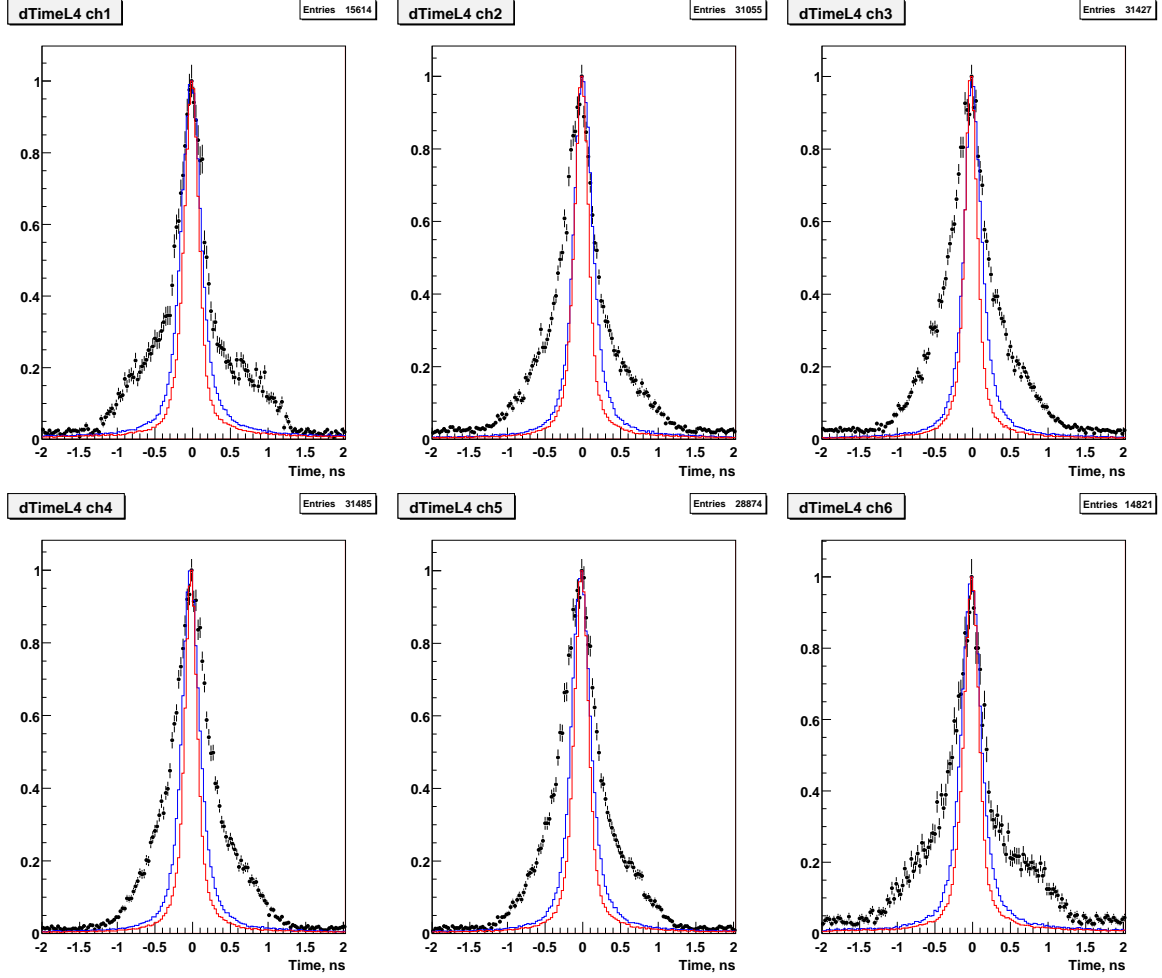 dTimeL4 ch1
Entries 15614
dTimeL4 ch2
Entries 31055
dTimeL4 ch3
Entries 31427
1
0.8
0.6
0.4
0.2
0
-2 -1.5 -1 -0.5 0 0.5 1 1.5 2
Time, ns
1
0.8
0.6
0.4
0.2
0
-2 -1.5 -1 -0.5 0 0.5 1 1.5 2
Time, ns
1
0.8
0.6
0.4
0.2
0
-2 -1.5 -1 -0.5 0 0.5 1 1.5 2
Time, ns
dTimeL4 ch4
Entries 31485
dTimeL4 ch5
Entries 28874
dTimeL4 ch6
Entries 14821
1
0.8
0.6
0.4
0.2
0
-2 -1.5 -1 -0.5 0 0.5 1 1.5 2
Time, ns
1
0.8
0.6
0.4
0.2
0
-2 -1.5 -1 -0.5 0 0.5 1 1.5 2
Time, ns
1
0.8
0.6
0.4
0.2
0
-2 -1.5 -1 -0.5 0 0.5 1 1.5 2
Time, ns